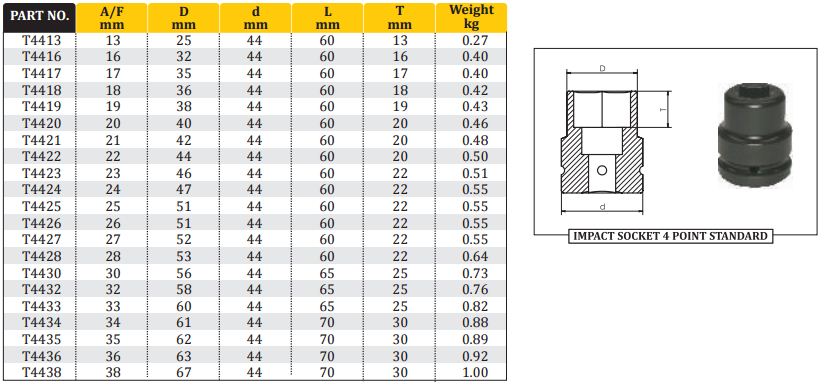 PART NO. A/F mm D mm d mm L mm T mm Weight kg
T4413 13 25 44 60 13 0.27
T4416 16 32 44 60 16 0.40
T4417 17 35 44 60 17 0.40
T4418 18 36 44 60 18 0.42
T4419 19 38 44 60 19 0.43
T4420 20 40 44 60 20 0.46
T4421 21 42 44 60 20 0.48
T4422 22 44 44 60 20 0.50
T4423 23 46 44 60 22 0.51
T4424 24 47 44 60 22 0.55
T4425 25 51 44 60 22 0.55
T4426 26 51 44 60 22 0.55
T4427 27 52 44 60 22 0.55
T4428 28 53 44 60 22 0.64
T4430 30 56 44 60 25 0.73
T4432 32 58 44 65 25 0.76
T4433 33 60 44 65 25 0.82
T4434 34 61 44 70 30 0.88
T4435 35 62 44 70 30 0.89
T4436 36 63 44 70 30 0.92
T4438 38 67 44 70 30 1.00
D
T
d
IMPACT SOCKET 4 POINT STANDARD